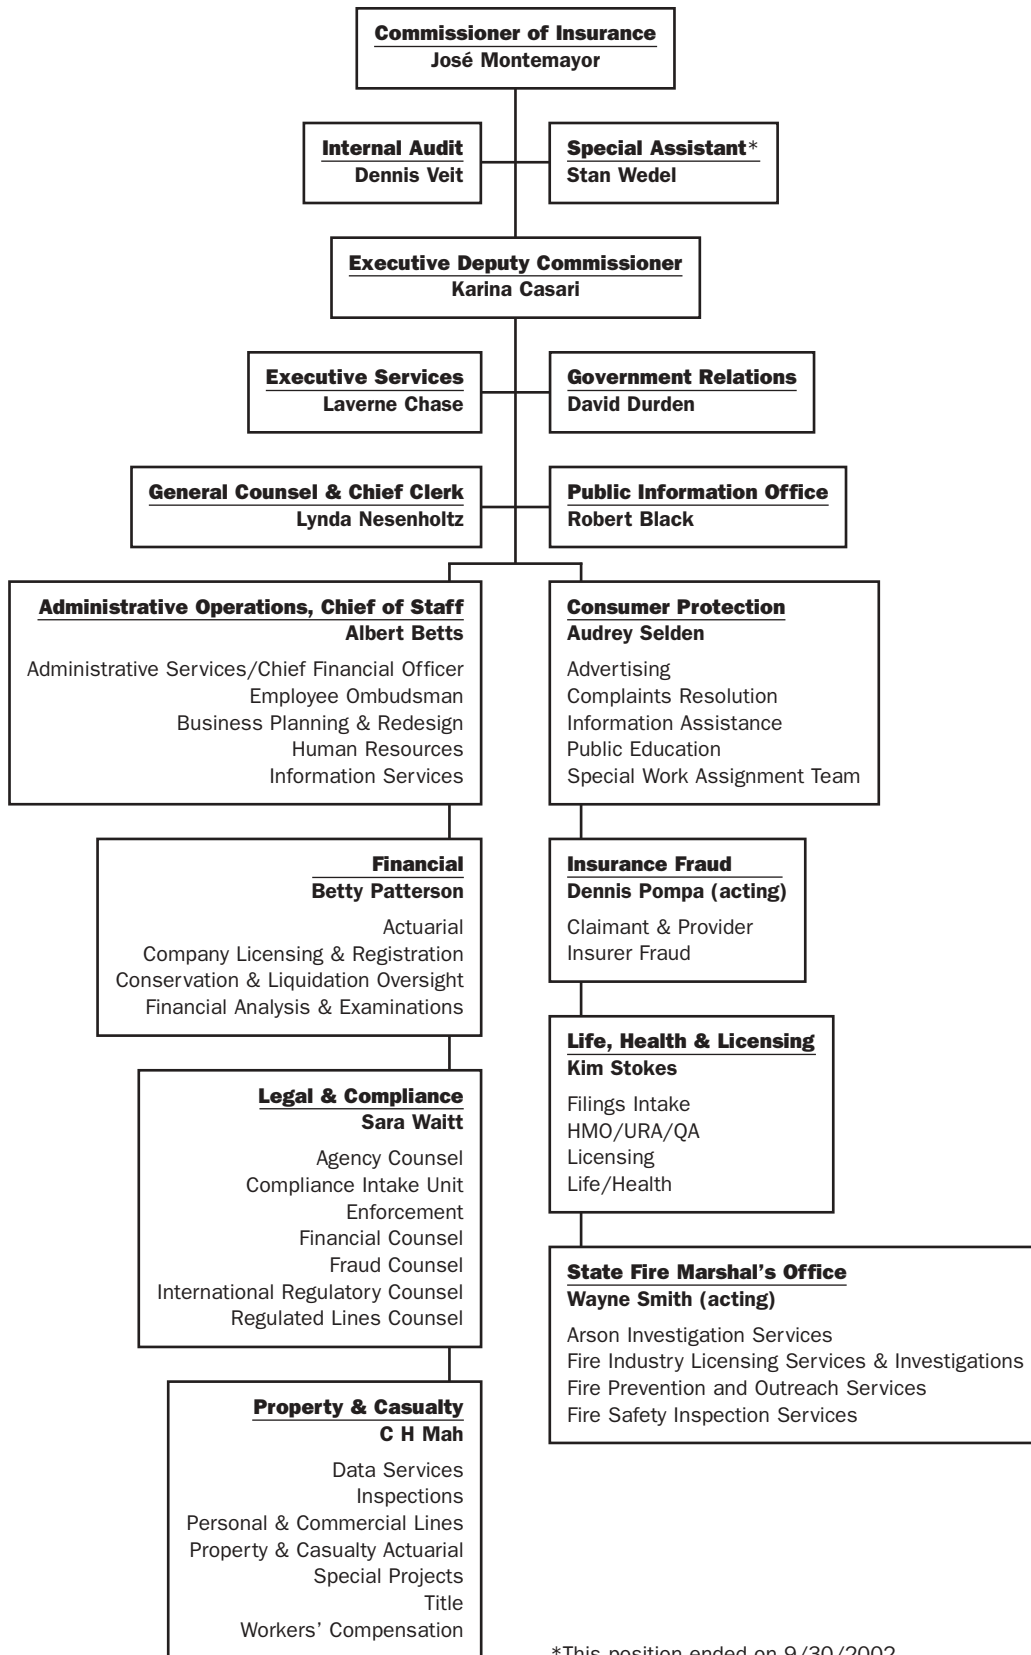 Commissioner of Insurance
José Montemayor
Internal Audit
Dennis Veit
Special Assistant*
Stan Wedel
Executive Deputy Commissioner
Karina Casari
Executive Services
Laverne Chase
Government Relations
David Durden
General Counsel & Chief Clerk
Lynda Nesenholtz
Public Information Office
Robert Black
Administrative Operations, Chief of Staff
Albert Betts
Administrative Services/Chief Financial Officer
Employee Ombudsman
Business Planning & Redesign
Human Resources
Information Services
Consumer Protection
Audrey Selden
Advertising
Complaints Resolution
Information Assistance
Public Education
Special Work Assignment Team
Financial
Betty Patterson
Actuarial
Company Licensing & Registration
Conservation & Liquidation Oversight
Financial Analysis & Examinations
Insurance Fraud
Dennis Pompa (acting)
Claimant & Provider
Insurer Fraud
Legal & Compliance
Sara Waitt
Agency Counsel
Compliance Intake Unit
Enforcement
Financial Counsel
Fraud Counsel
International Regulatory Counsel
Regulated Lines Counsel
Life, Health & Licensing
Kim Stokes
Filings Intake
HMO/URA/QA
Licensing
Life/Health
State Fire Marshal's Office
Wayne Smith (acting)
Arson Investigation Services
Fire Industry Licensing Services & Investigations
Fire Prevention and Outreach Services
Fire Safety Inspection Services
Property & Casualty
C H Mah
Data Services
Inspections
Personal & Commercial Lines
Property & Casualty Actuarial
Special Projects
Title
Workers' Compensation
*This position ended on 9/30/2002